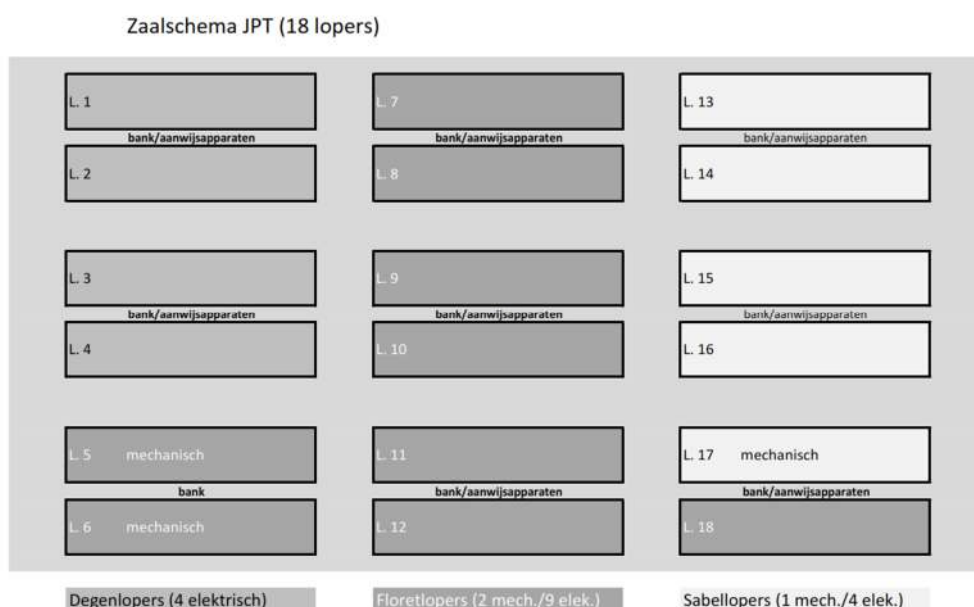 Zaalschema JPT (18 lopers)
L. 1
L. 7
L. 13
bank/aanwijsapparaten
bank/aanwijsapparaten
bank/aanwijsapparaten
L. 2
L. 8
L. 14
L. 3
L. 9
L. 15
bank/aanwijsapparaten
bank/aanwijsapparaten
bank/aanwijsapparaten
L. 4
L. 10
L. 16
L. 5 mechanisch
L. 11
L. 17 mechanisch
bank
bank/aanwijsapparaten
bank/aanwijsapparaten
L. 6 mechanisch
L. 12
L. 18
Degenlopers (4 elektrisch)
Floretlopers (2 mech./9 elek.)
Sabellopers (1 mech./4 elek.)